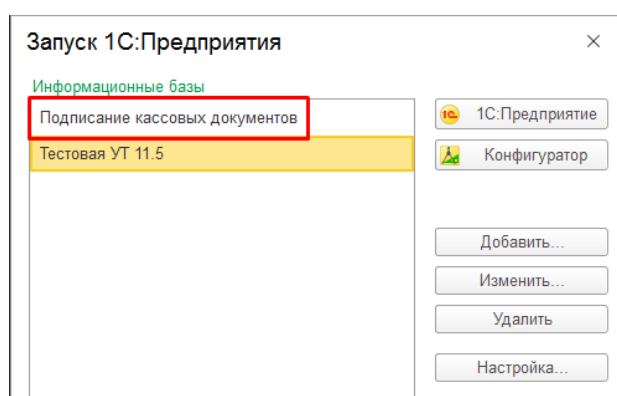 Запуск 1С:Предприятия
Информационные базы
Подписание кассовых документов
Тестовая УТ 11.5
1С:Предприятие
Конфигуратор
Добавить...
Изменить...
Удалить
Настройка...